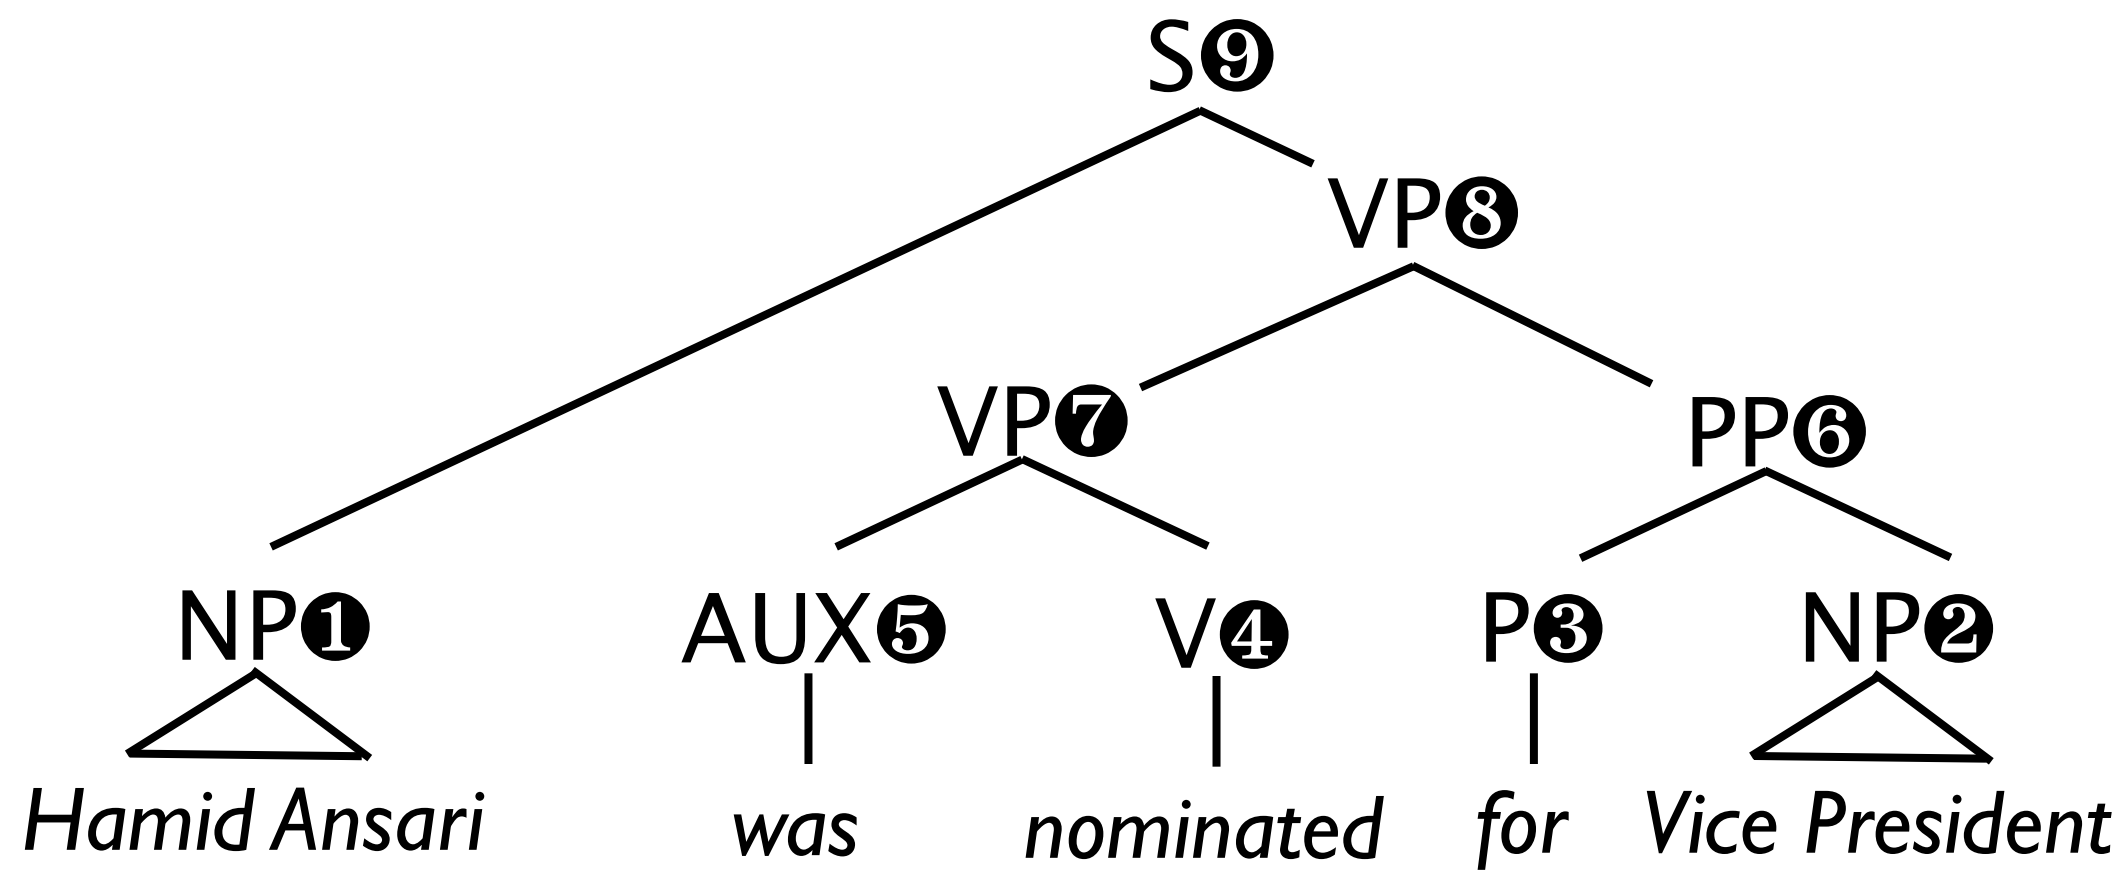 S❾
VP❽
VP❼
PP❻
NP❶ AUX❺ V❹ P❸ NP❷
Hamid Ansari was nominated for Vice President